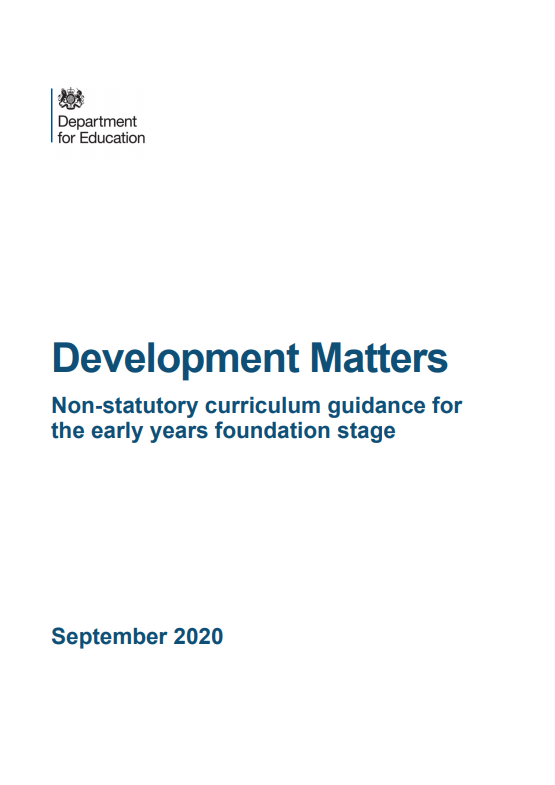 Department
for Education
Development Matters
Non-statutory curriculum guidance for
the early years foundation stage
September 2020